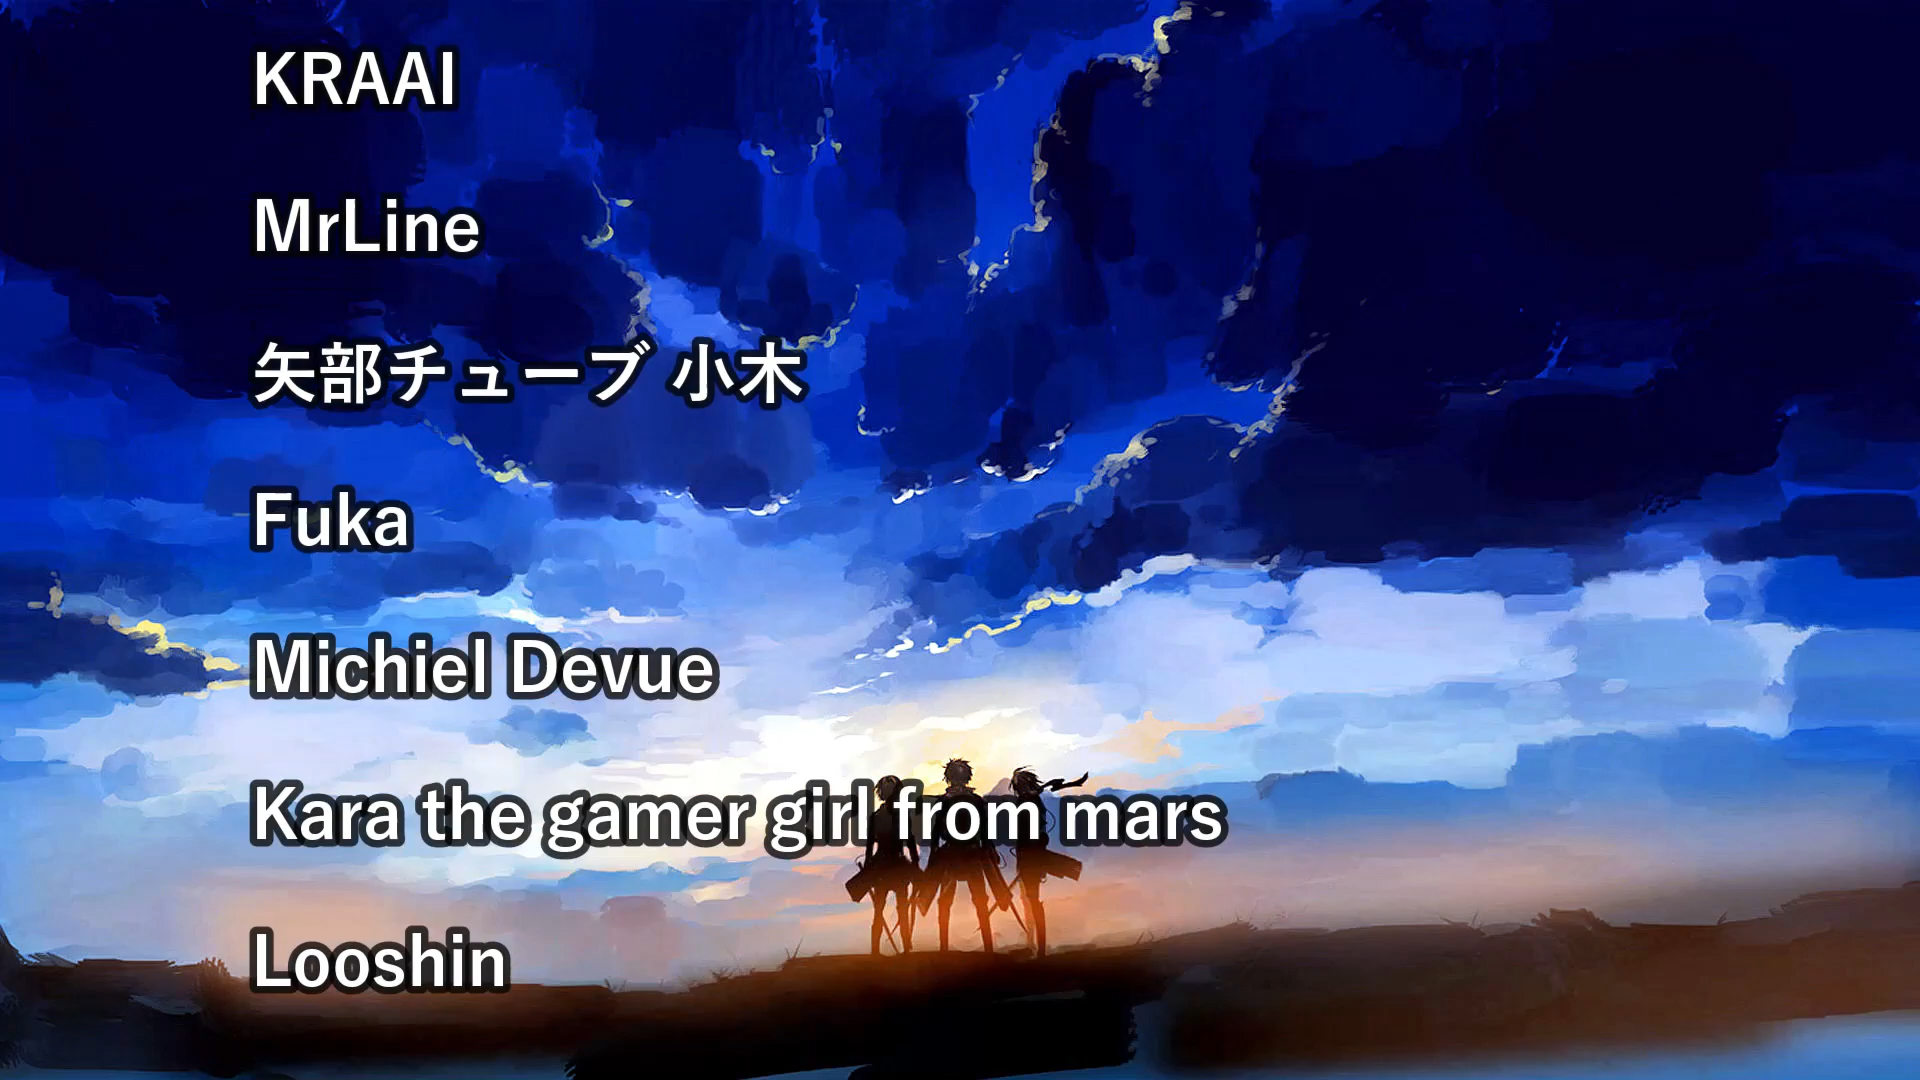 KRAAI
MrLine
矢部チューブ 小木
Fuka
Michiel Devue
Kara the gamer girl from mars
Looshin